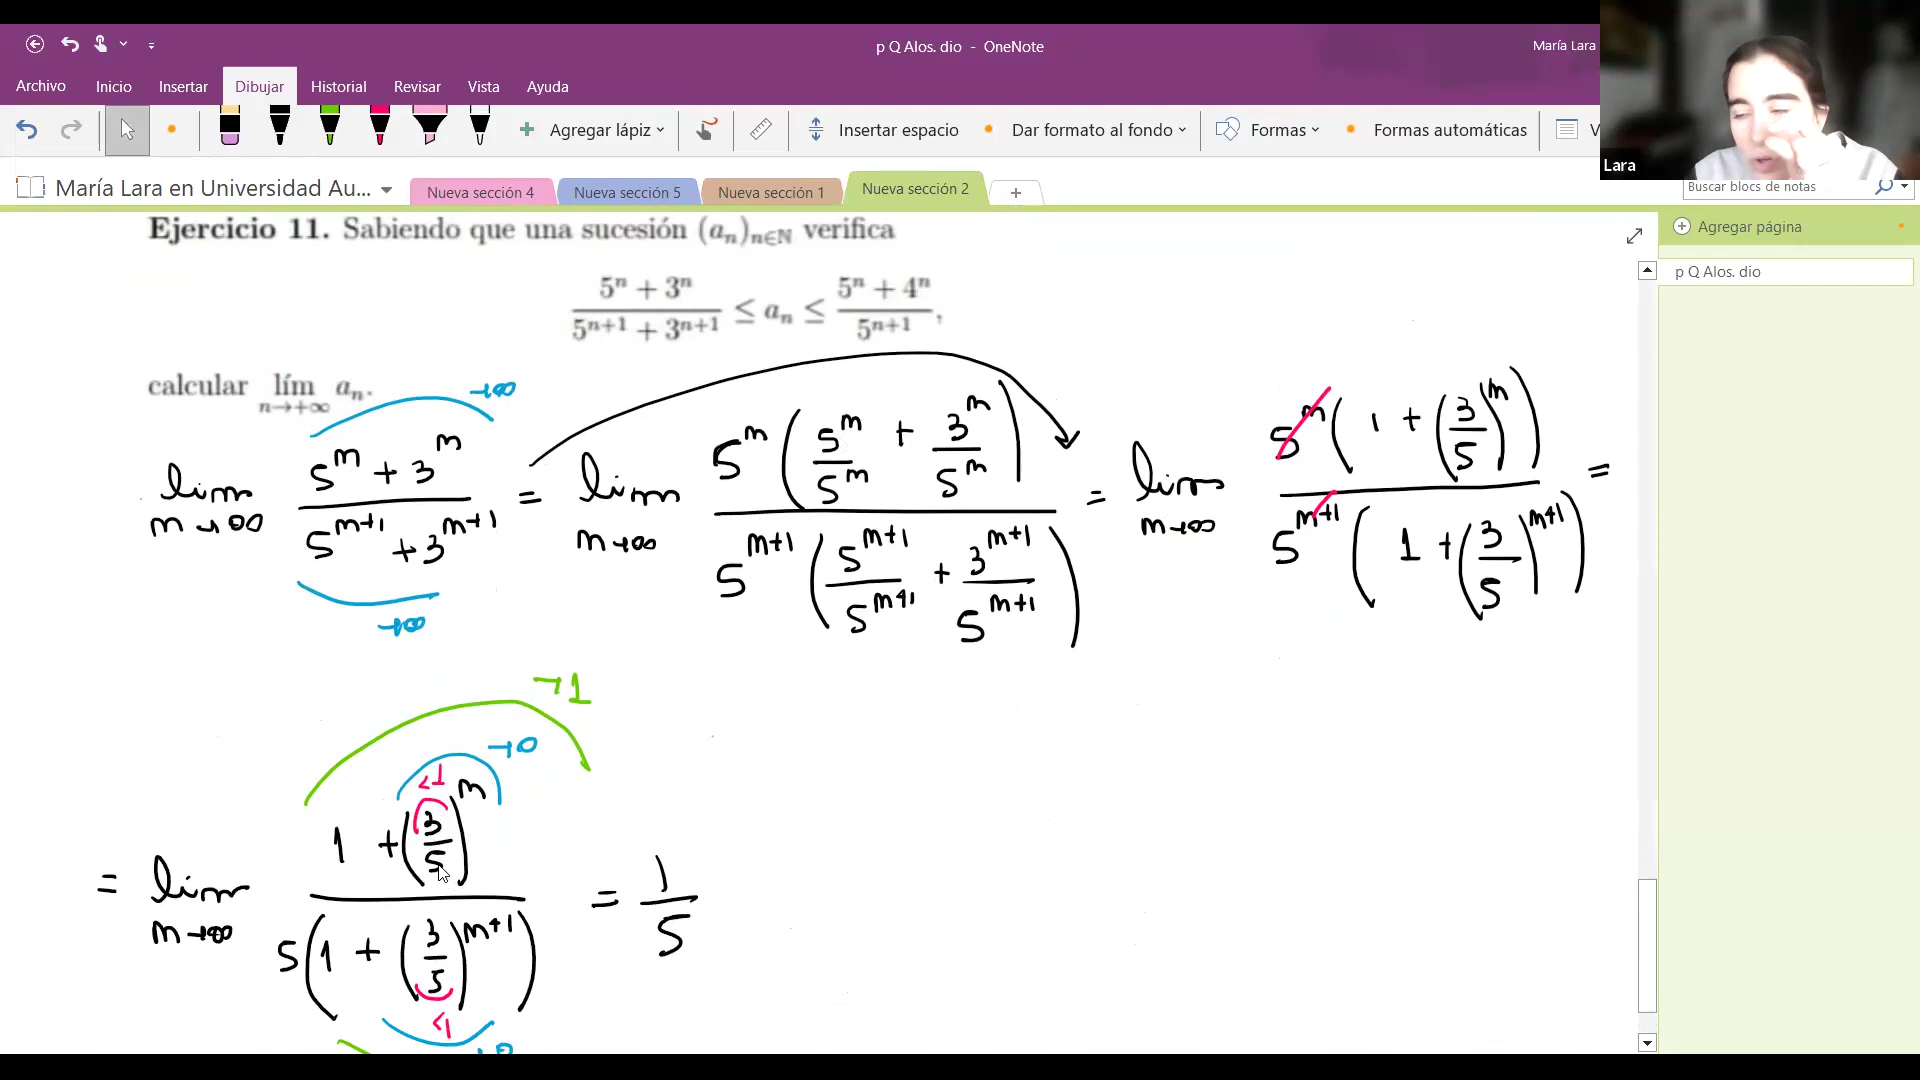 p Q Alos. dio - OneNote
María Lara
Archivo Inicio Insertar Dibujar Historial Revisar Vista Ayuda
Agregar lápiz Insertar espacio Dar formato al fondo Formas Formas automáticas V
Lara
María Lara en Universidad Au... Nueva sección 4 Nueva sección 5 Nueva sección 1 Nueva sección 2 + Buscar blocs de notas
Agregar página
p Q Alos. dio
Ejercicio 11. Sabiendo que una sucesión (aₙ)ₙ∈ℕ verifica
(5ⁿ + 3ⁿ)/(5ⁿ⁺¹ + 3ⁿ⁺¹) ≤ aₙ ≤ (5ⁿ + 4ⁿ)/5ⁿ⁺¹,
calcular lím n→+∞ aₙ.
→∞
lim n→∞ (5ⁿ + 3ⁿ)/(5ⁿ⁺¹ + 3ⁿ⁺¹) = lim n→∞ 5ⁿ(5ⁿ/5ⁿ + 3ⁿ/5ⁿ)/5ⁿ⁺¹(5ⁿ⁺¹/5ⁿ⁺¹ + 3ⁿ⁺¹/5ⁿ⁺¹) = lim n→∞ 5ⁿ(1 + (3/5)ⁿ)/5ⁿ⁺¹(1 + (3/5)ⁿ⁺¹) =
→∞
→1
→0
<1
= lim n→∞ (1 + (3/5)ⁿ)/5(1 + (3/5)ⁿ⁺¹) = 1/5
<1